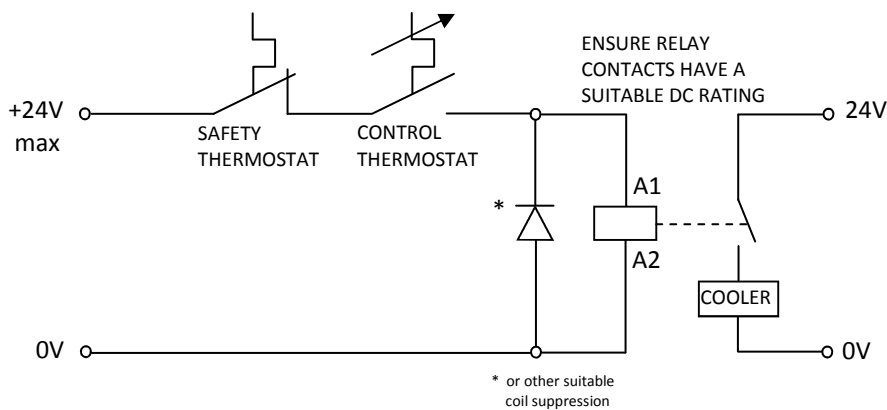 ENSURE RELAY
CONTACTS HAVE A
SUITABLE DC RATING
+24V
max
SAFETY
THERMOSTAT
CONTROL
THERMOSTAT
24V
*
A1
A2
COOLER
0V
0V
* or other suitable
coil suppression